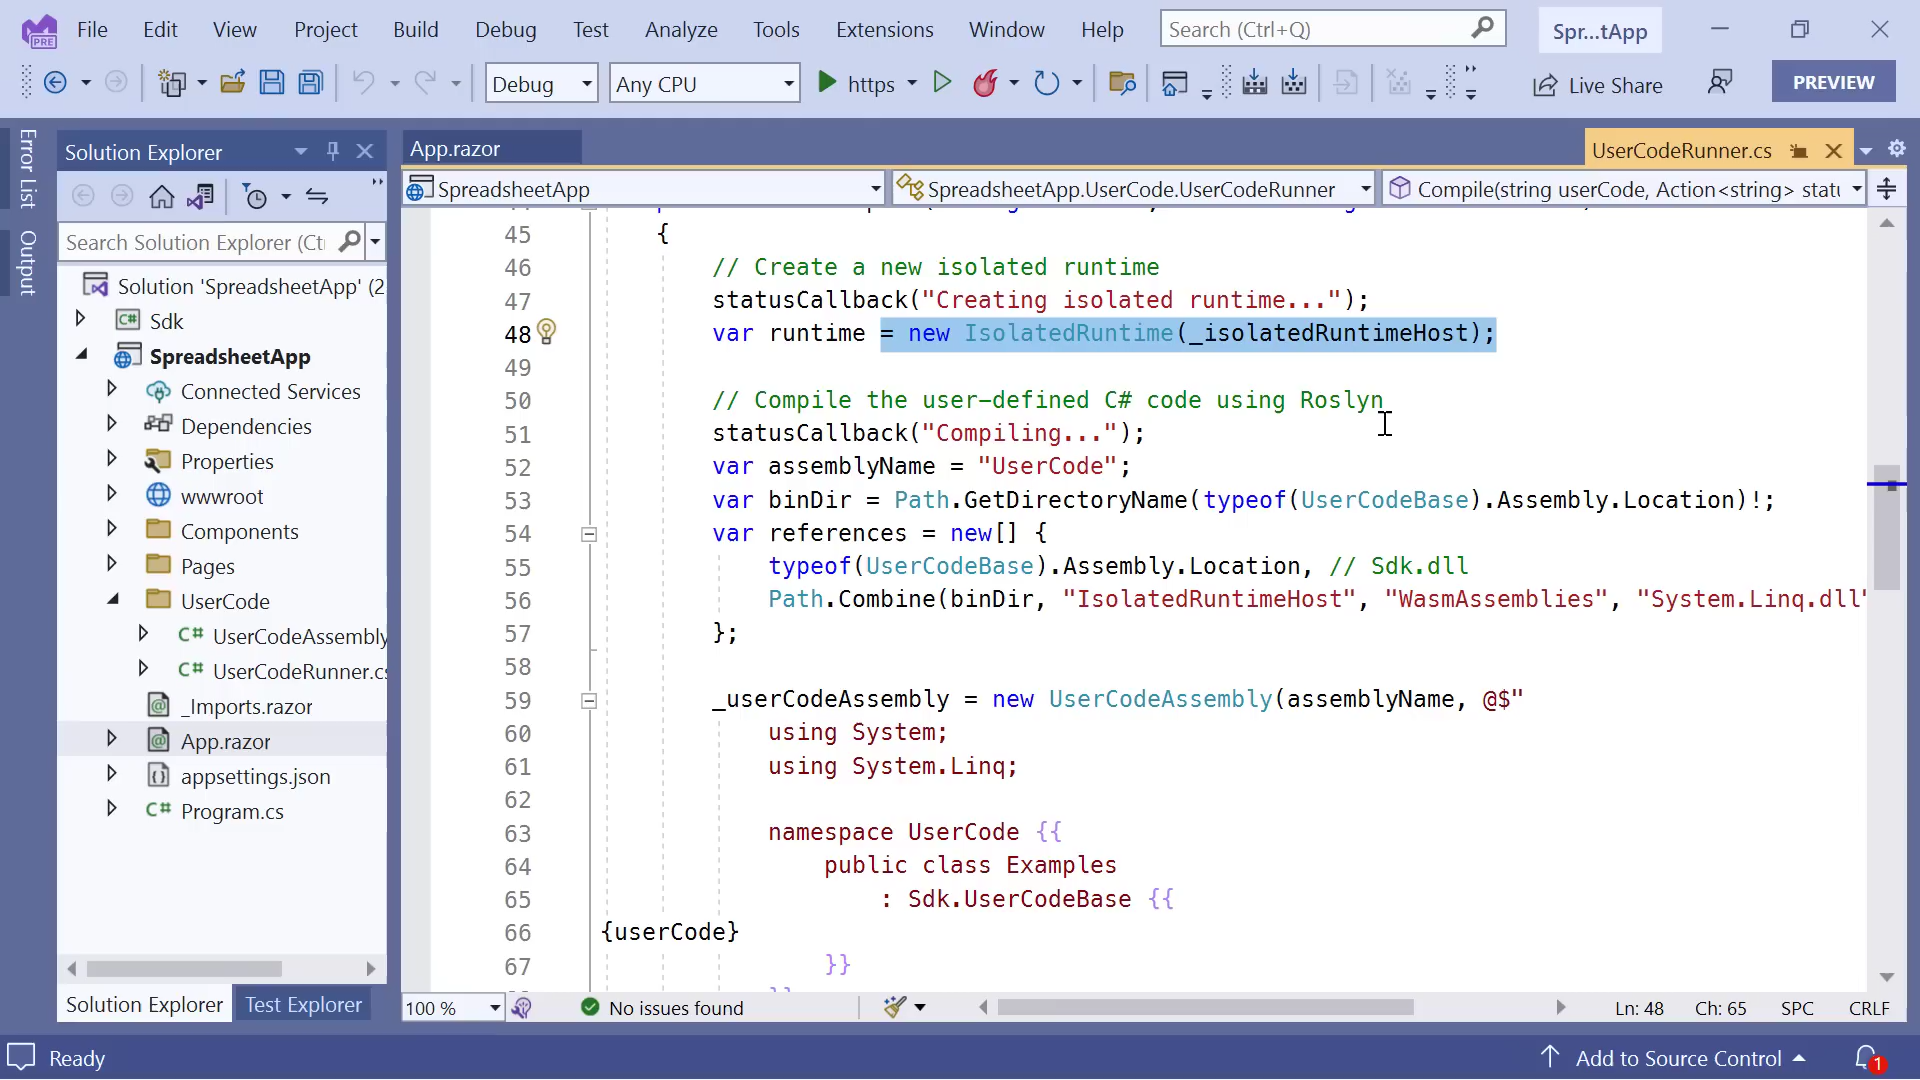 File Edit View Project Build Debug Test Analyze Tools Extensions Window Help Search (Ctrl+Q) Spr...tApp
PRE
Debug Any CPU https Live Share PREVIEW
Error List
Output
Solution Explorer
Search Solution Explorer (Ct
Solution 'SpreadsheetApp' (2
C# Sdk
SpreadsheetApp
Connected Services
Dependencies
Properties
wwwroot
Components
Pages
UserCode
C# UserCodeAssembly
C# UserCodeRunner.cs
_Imports.razor
App.razor
appsettings.json
C# Program.cs
Solution Explorer Test Explorer
App.razor UserCodeRunner.cs
SpreadsheetApp SpreadsheetApp.UserCode.UserCodeRunner Compile(string userCode, Action<string> statu
45 {
46 // Create a new isolated runtime
47 statusCallback("Creating isolated runtime...");
48 var runtime = new IsolatedRuntime(_isolatedRuntimeHost);
49
50 // Compile the user-defined C# code using Roslyn
51 statusCallback("Compiling...");
52 var assemblyName = "UserCode";
53 var binDir = Path.GetDirectoryName(typeof(UserCodeBase).Assembly.Location)!;
54 var references = new[] {
55 typeof(UserCodeBase).Assembly.Location, // Sdk.dll
56 Path.Combine(binDir, "IsolatedRuntimeHost", "WasmAssemblies", "System.Linq.dll"
57 };
58
59 _userCodeAssembly = new UserCodeAssembly(assemblyName, @$"
60 using System;
61 using System.Linq;
62
63 namespace UserCode {{
64 public class Examples
65 : Sdk.UserCodeBase {{
66 {userCode}
67 }}
100 % No issues found Ln: 48 Ch: 65 SPC CRLF
Ready Add to Source Control 1